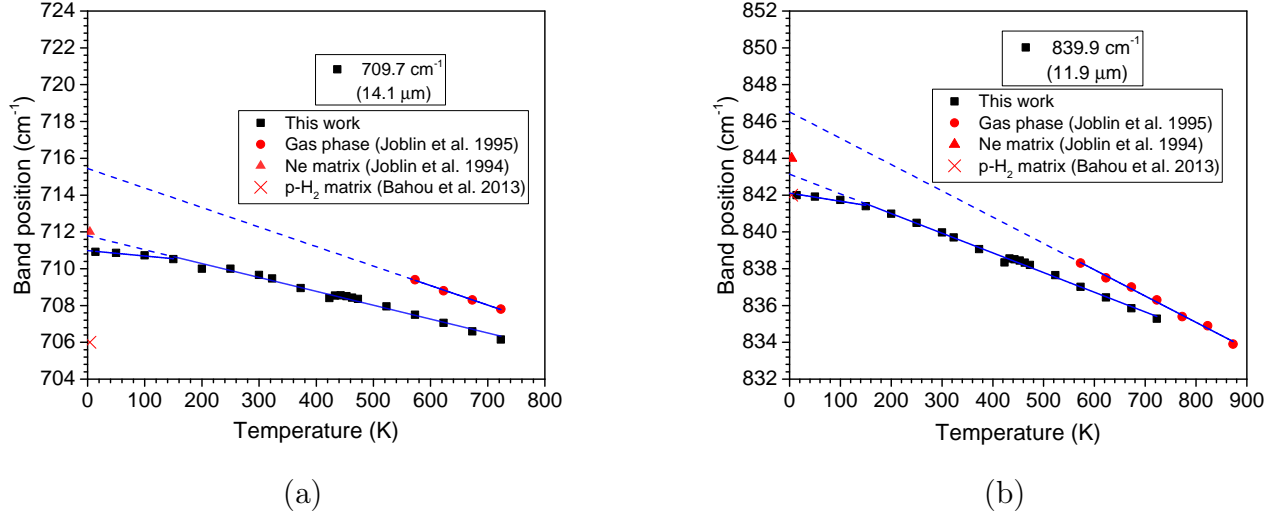 724
722
720
718
716
714
712
710
708
706
704
Band position (cm⁻¹)
709.7 cm⁻¹
(14.1 µm)
This work
Gas phase (Joblin et al. 1995)
Ne matrix (Joblin et al. 1994)
p-H₂ matrix (Bahou et al. 2013)
0 100 200 300 400 500 600 700 800
Temperature (K)
(a)
852
850
848
846
844
842
840
838
836
834
832
Band position (cm⁻¹)
839.9 cm⁻¹
(11.9 µm)
This work
Gas phase (Joblin et al. 1995)
Ne matrix (Joblin et al. 1994)
p-H₂ matrix (Bahou et al. 2013)
0 100 200 300 400 500 600 700 800 900
Temperature (K)
(b)